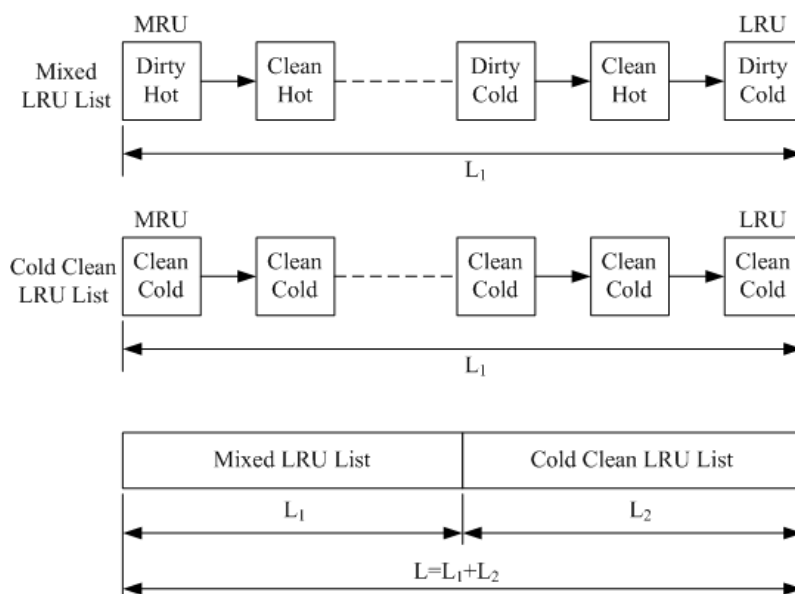 MRU LRU
Mixed LRU List
Dirty Hot
Clean Hot
Dirty Cold
Clean Hot
Dirty Cold
L1
MRU LRU
Cold Clean LRU List
Clean Cold
Clean Cold
Clean Cold
Clean Cold
Clean Cold
L1
Mixed LRU List Cold Clean LRU List
L1 L2
L=L1+L2